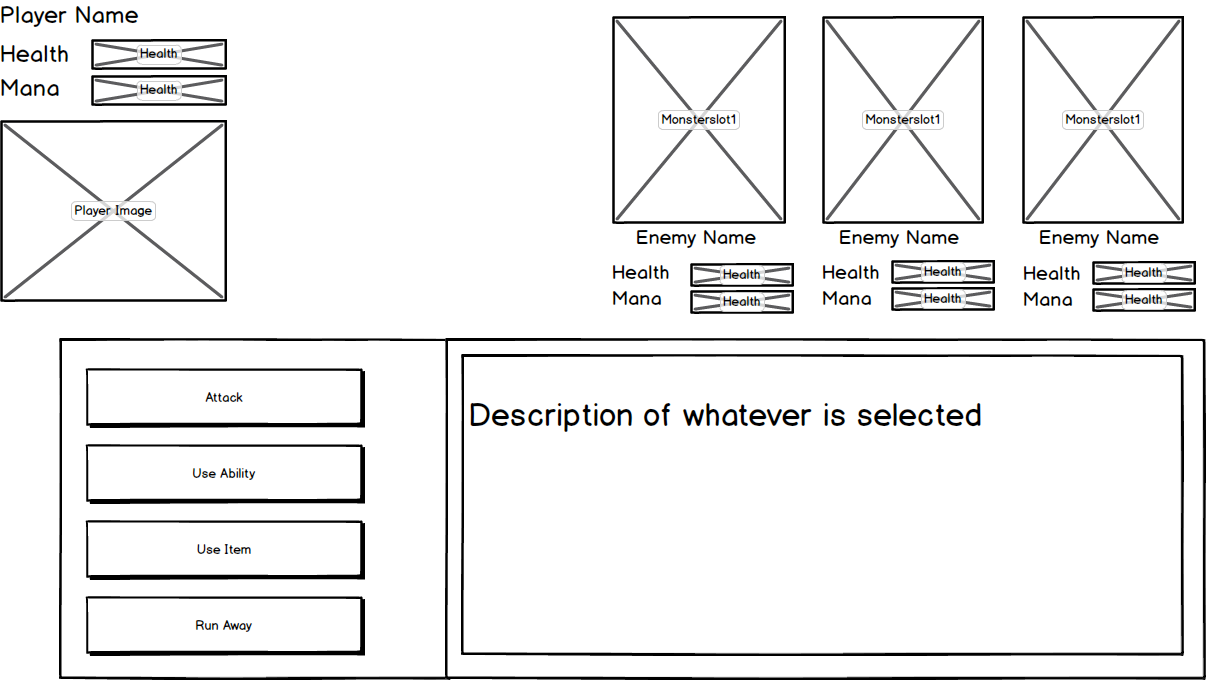 Player Name
Health Health
Mana Health
Player Image
Monsterslot1 Monsterslot1 Monsterslot1
Enemy Name Enemy Name Enemy Name
Health Health Health Health Health Health
Mana Health Mana Health Mana Health
Attack
Use Ability
Use Item
Run Away
Description of whatever is selected